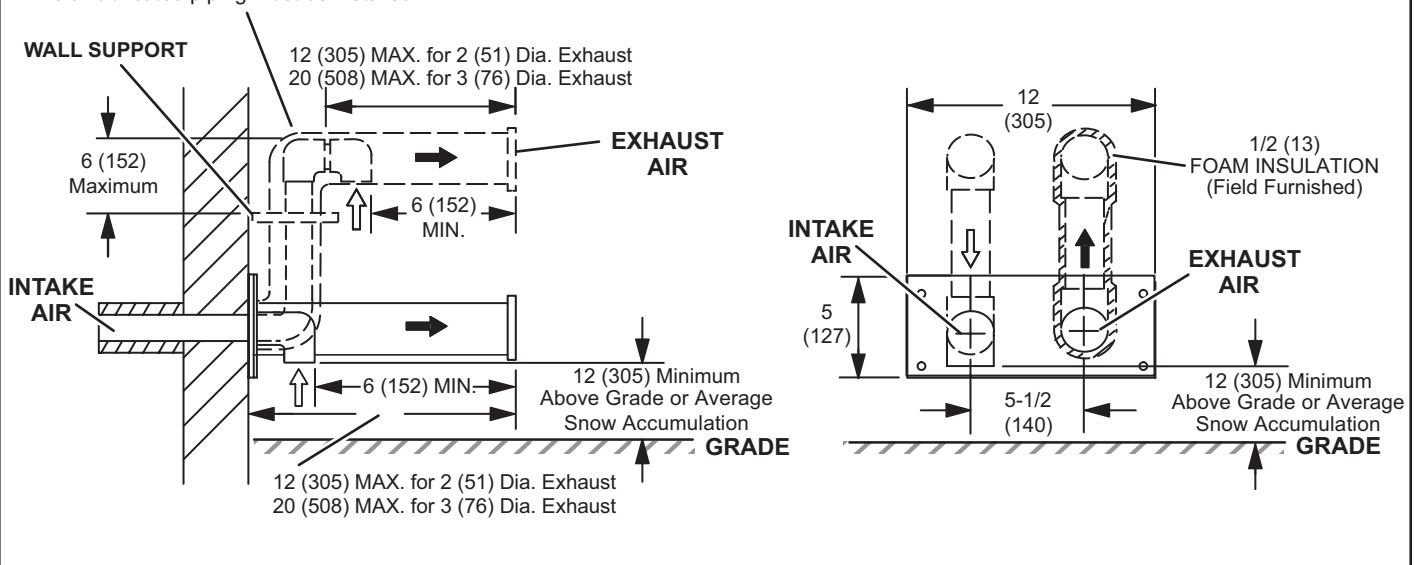 WALL SUPPORT
12 (305) MAX. for 2 (51) Dia. Exhaust
20 (508) MAX. for 3 (76) Dia. Exhaust
6 (152)
Maximum
EXHAUST
AIR
6 (152)
MIN.
INTAKE
AIR
6 (152) MIN.
12 (305) Minimum
Above Grade or Average
Snow Accumulation
GRADE
12 (305) MAX. for 2 (51) Dia. Exhaust
20 (508) MAX. for 3 (76) Dia. Exhaust
12
(305)
1/2 (13)
FOAM INSULATION
(Field Furnished)
INTAKE
AIR
EXHAUST
AIR
5
(127)
5-1/2
(140)
12 (305) Minimum
Above Grade or Average
Snow Accumulation
GRADE